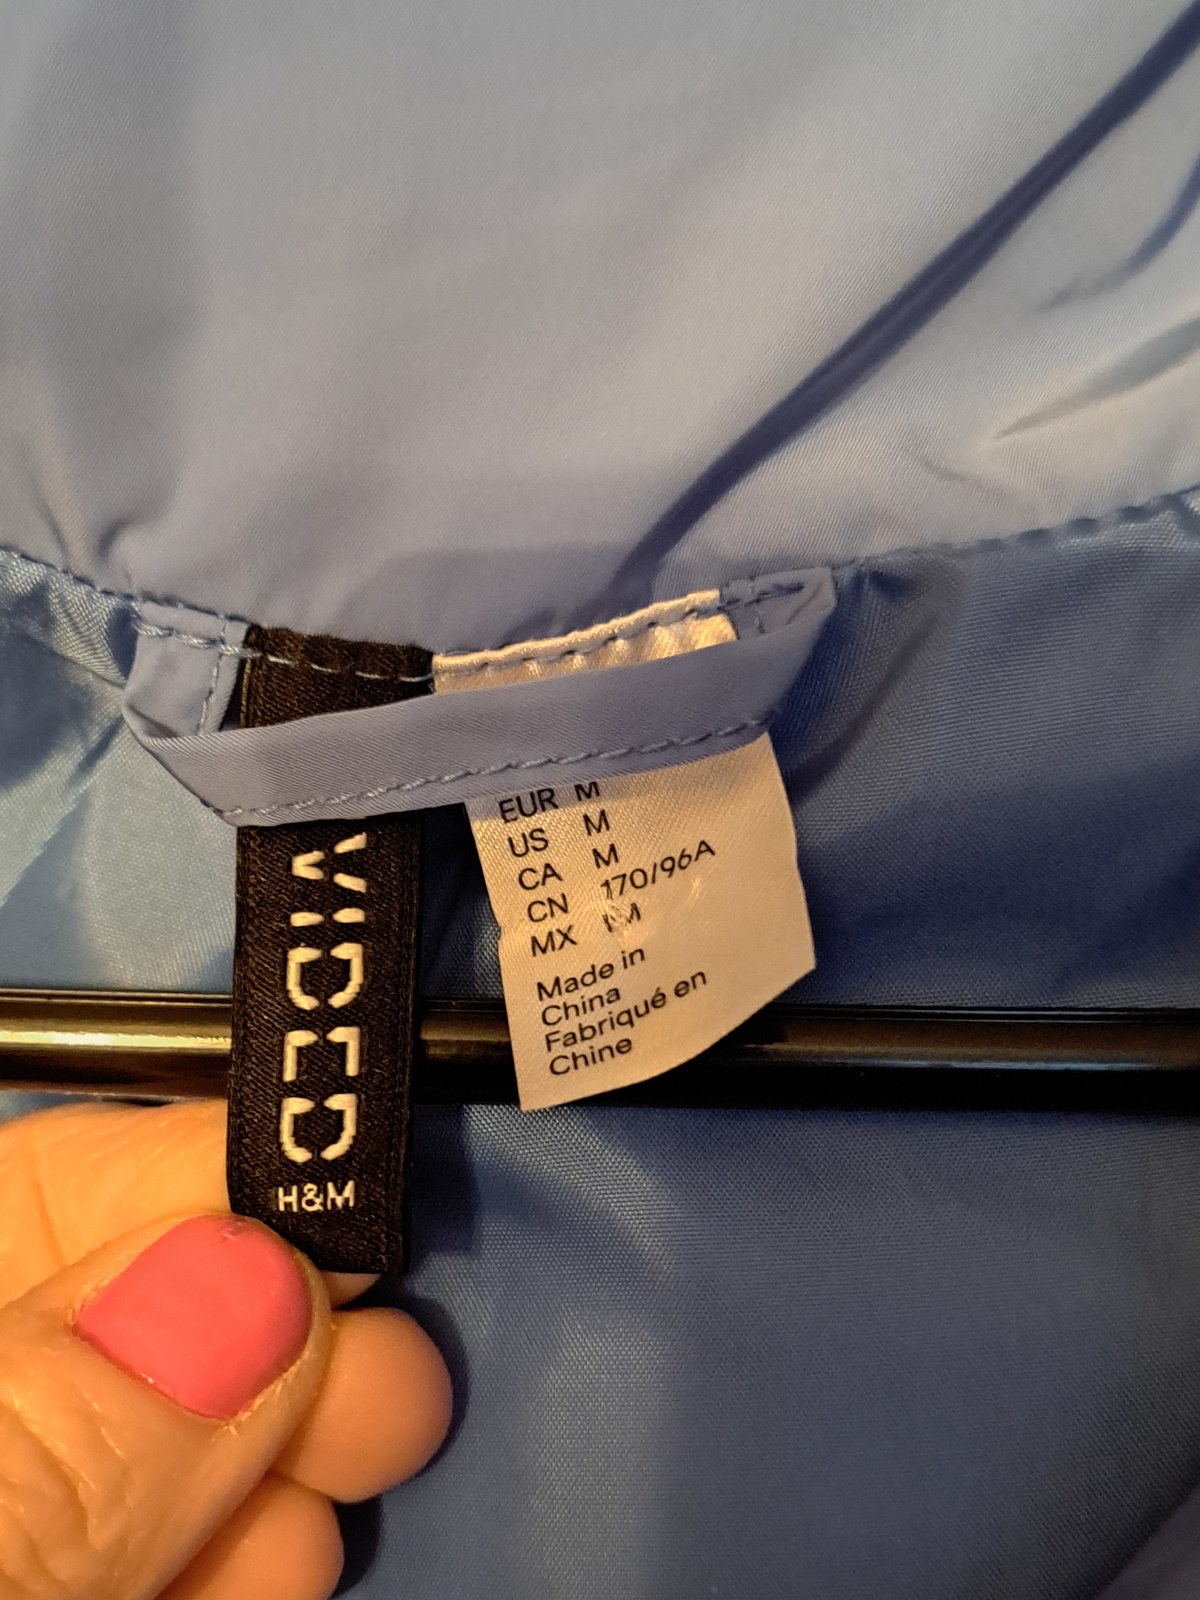 DIVIDED
H&M
EUR M
US M
CA M
CN 170/96A
MX M
Made in
China
Fabriqué en
Chine